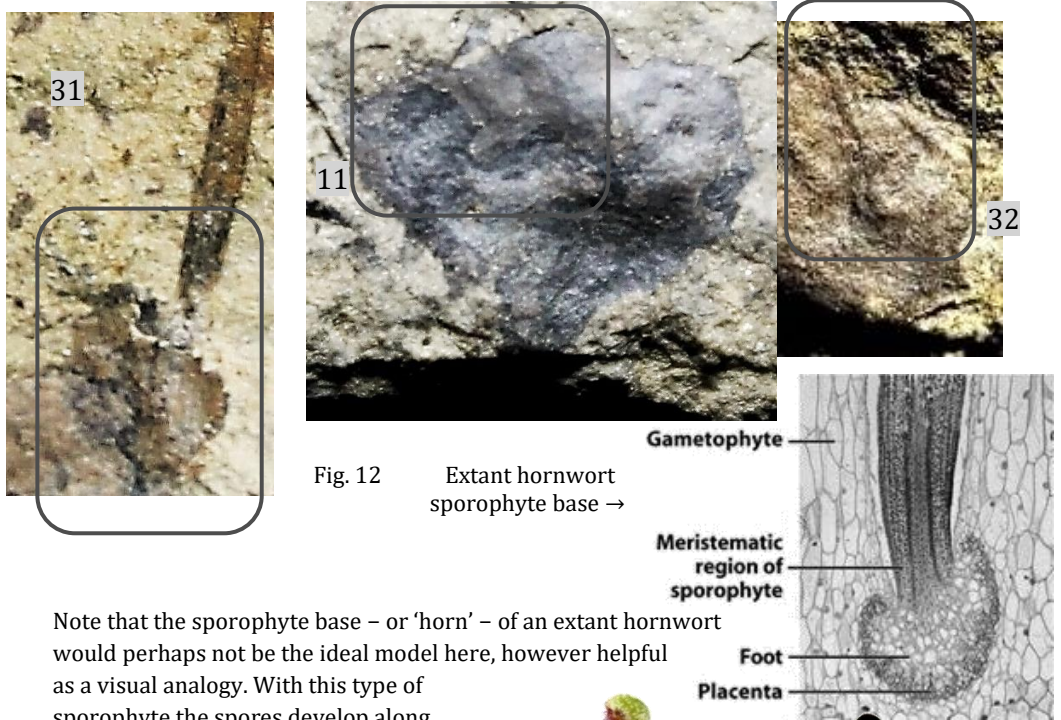 31
11
32
Gametophyte
Fig. 12 Extant hornwort
sporophyte base →
Meristematic
region of
sporophyte
Foot
Placenta
Note that the sporophyte base – or ‘horn’ – of an extant hornwort
would perhaps not be the ideal model here, however helpful
as a visual analogy. With this type of
sporophyte the spores develop along